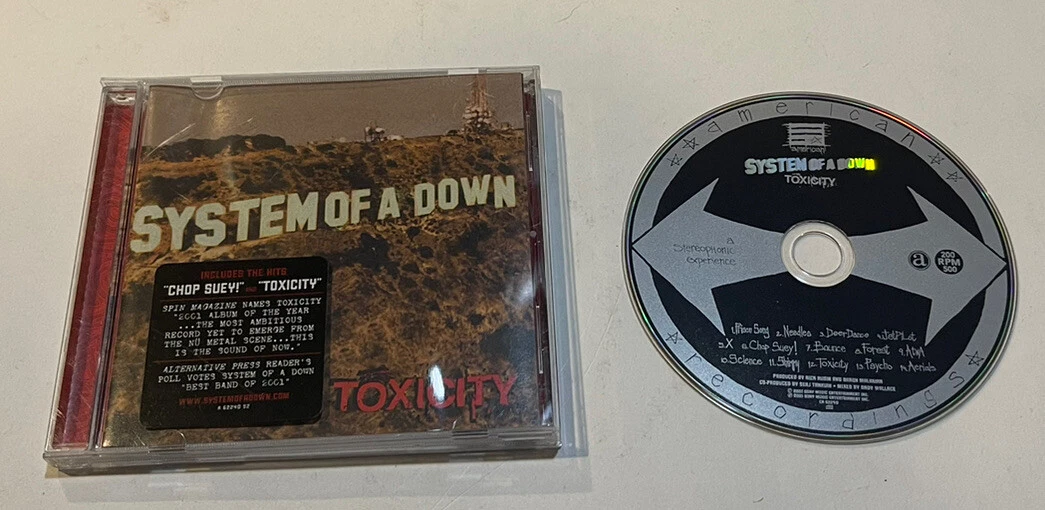 SYSTEM OF A DOWN
INCLUDES THE HITS
"CHOP SUEY!" AND "TOXICITY"
SPIN MAGAZINE NAMES TOXICITY
"2001 ALBUM OF THE YEAR
...THE MOST AMBITIOUS
RECORD YET TO EMERGE FROM
THE NÜ METAL SCENE...THIS
IS THE SOUND OF NOW."
ALTERNATIVE PRESS READER'S
POLL VOTES SYSTEM OF A DOWN
"BEST BAND OF 2001"
WWW.SYSTEMOFADOWN.COM
TOXICITY
american
american
SYSTEM OF A DOWN
TOXICITY
a
Stereophonic
Experience
a
200
RPM
500
1. Prison Song 2. Needles 3. Deer Dance 4. Jet Pilot
5. X 6. Chop Suey! 7. Bounce 8. Forest 9. ATWA
10. Science 11. Shimmy 12. Toxicity 13. Psycho 14. Aerials
PRODUCED BY RICK RUBIN AND DARON MALAKIAN
CO-PRODUCED BY SERJ TANKIAN • MIXED BY ANDY WALLACE
recordings